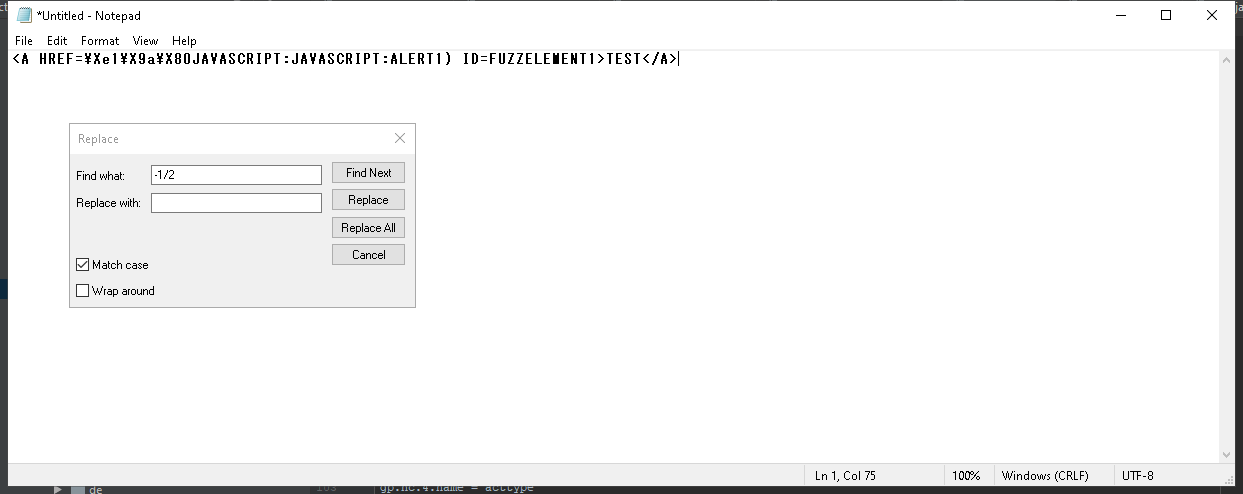 *Untitled - Notepad
File Edit Format View Help
<A HREF=¥Xe1¥X9a¥X80JAVASCRIPT:JAVASCRIPT:ALERT1) ID=FUZZELEMENT1>TEST</A>
Replace
Find what: -1/2 Find Next
Replace with: Replace
Replace All
Cancel
Match case
Wrap around
Ln 1, Col 75 100% Windows (CRLF) UTF-8
de
gp.nc.4.name = acttype